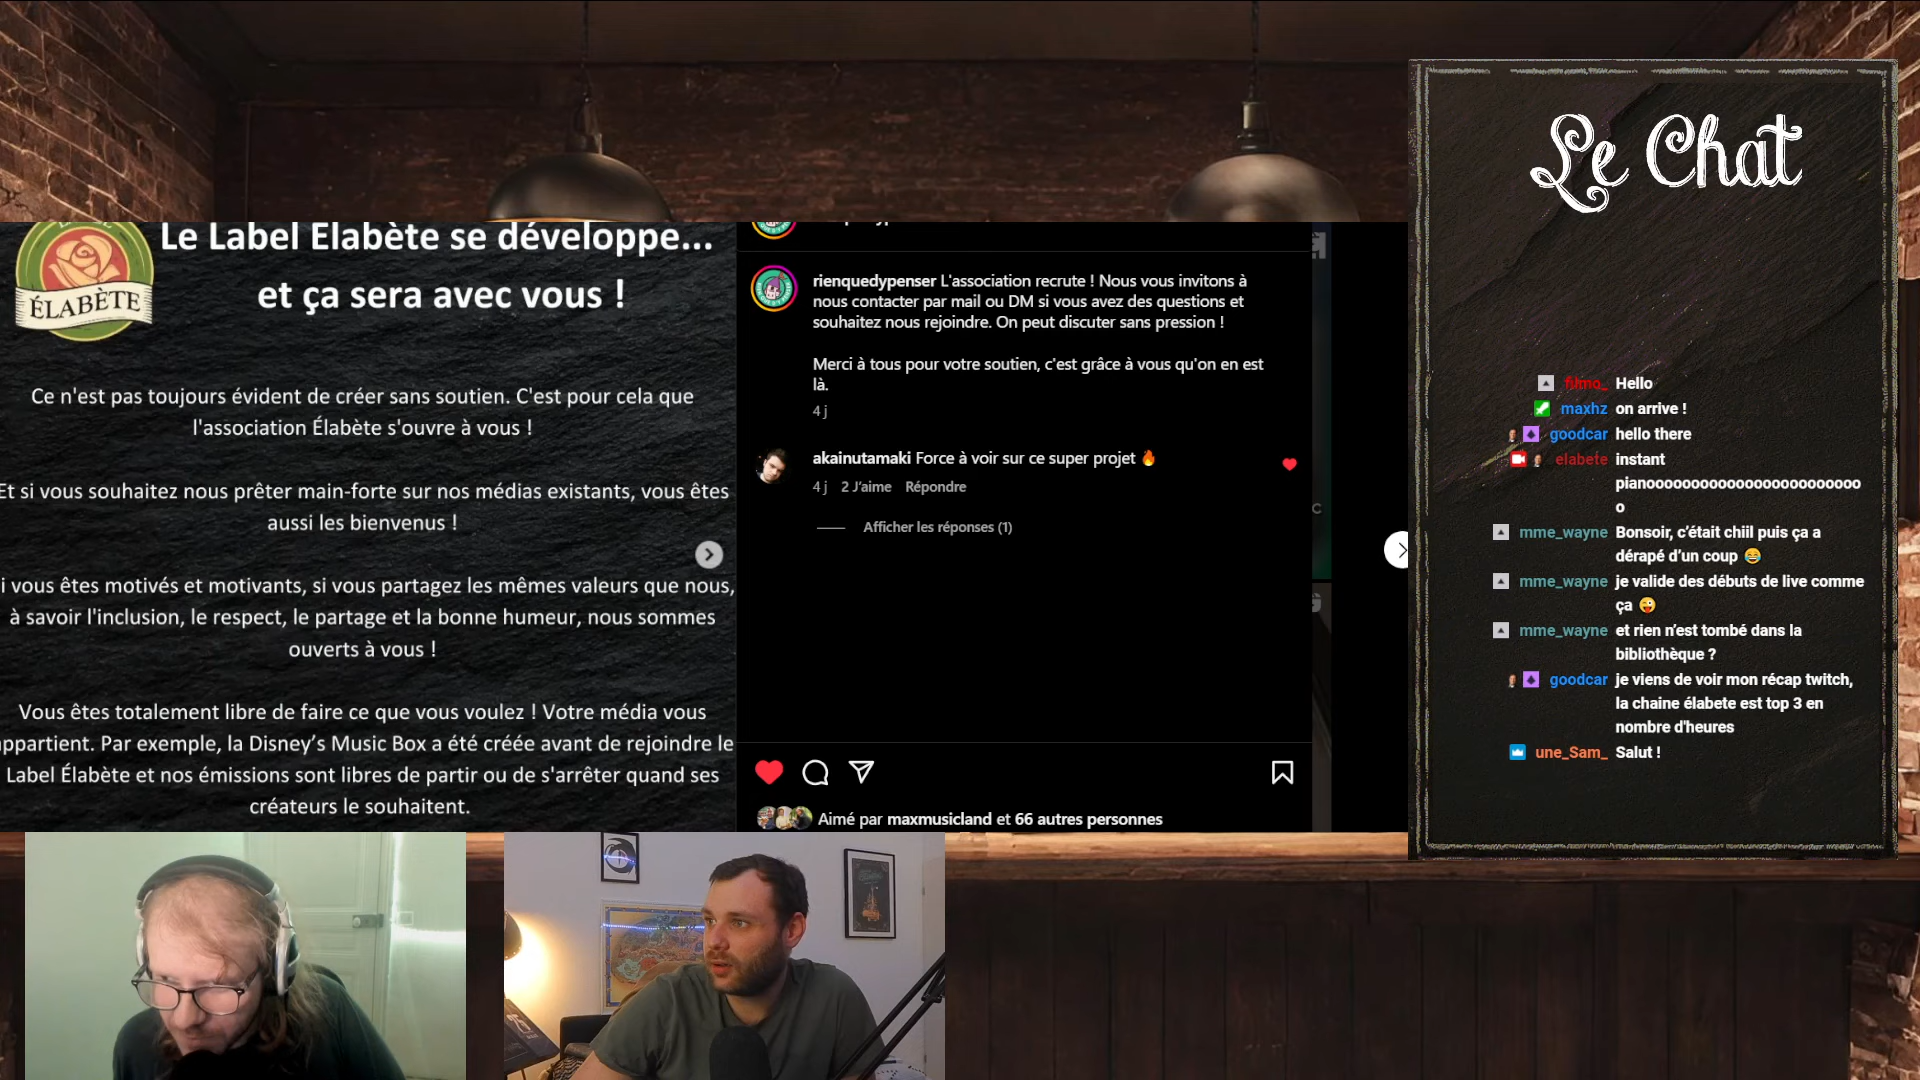 Le Label Elabète se développe...
et ça sera avec vous !
ÉLABÈTE
Ce n'est pas toujours évident de créer sans soutien. C'est pour cela que
l'association Élabète s'ouvre à vous !
Et si vous souhaitez nous prêter main-forte sur nos médias existants, vous êtes
aussi les bienvenus !
i vous êtes motivés et motivants, si vous partagez les mêmes valeurs que nous,
à savoir l'inclusion, le respect, le partage et la bonne humeur, nous sommes
ouverts à vous !
Vous êtes totalement libre de faire ce que vous voulez ! Votre média vous
appartient. Par exemple, la Disney's Music Box a été créée avant de rejoindre le
Label Élabète et nos émissions sont libres de partir ou de s'arrêter quand ses
créateurs le souhaitent.
rienquedypenser L'association recrute ! Nous vous invitons à
nous contacter par mail ou DM si vous avez des questions et
souhaitez nous rejoindre. On peut discuter sans pression !
Merci à tous pour votre soutien, c'est grâce à vous qu'on en est
là.
4 j
akainutamaki Force à voir sur ce super projet 🔥
4 j 2 J'aime Répondre
Afficher les réponses (1)
Aimé par maxmusicland et 66 autres personnes
Le Chat
filmo_ Hello
maxhz on arrive !
goodcar hello there
elabete instant
pianooooooooooooooooooooooooo
o
mme_wayne Bonsoir, c'était chiil puis ça a
dérapé d'un coup 😂
mme_wayne je valide des débuts de live comme
ça 😜
mme_wayne et rien n'est tombé dans la
bibliothèque ?
goodcar je viens de voir mon récap twitch,
la chaine élabete est top 3 en
nombre d'heures
une_Sam_ Salut !